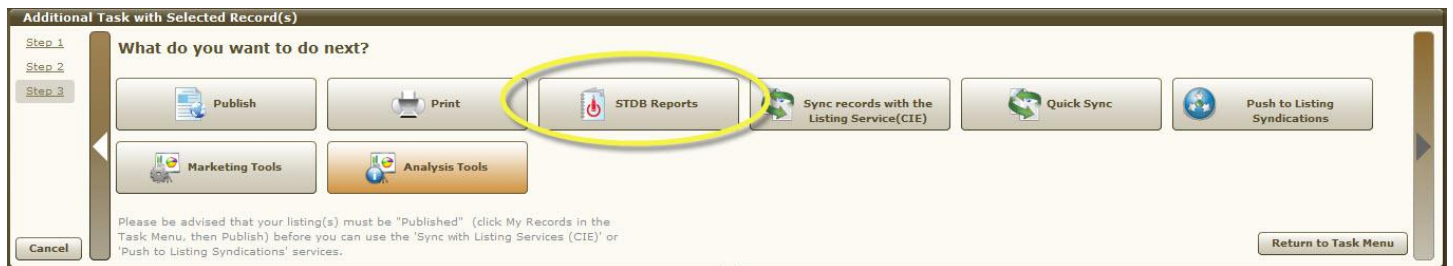 Additional Task with Selected Record(s)
Step 1
Step 2
Step 3
What do you want to do next?
Publish
Print
STDB Reports
Sync records with the
Listing Service(CIE)
Quick Sync
Push to Listing
Syndications
Marketing Tools
Analysis Tools
Please be advised that your listing(s) must be "Published" (click My Records in the
Task Menu, then Publish) before you can use the 'Sync with Listing Services (CIE)' or
'Push to Listing Syndications' services.
Cancel
Return to Task Menu